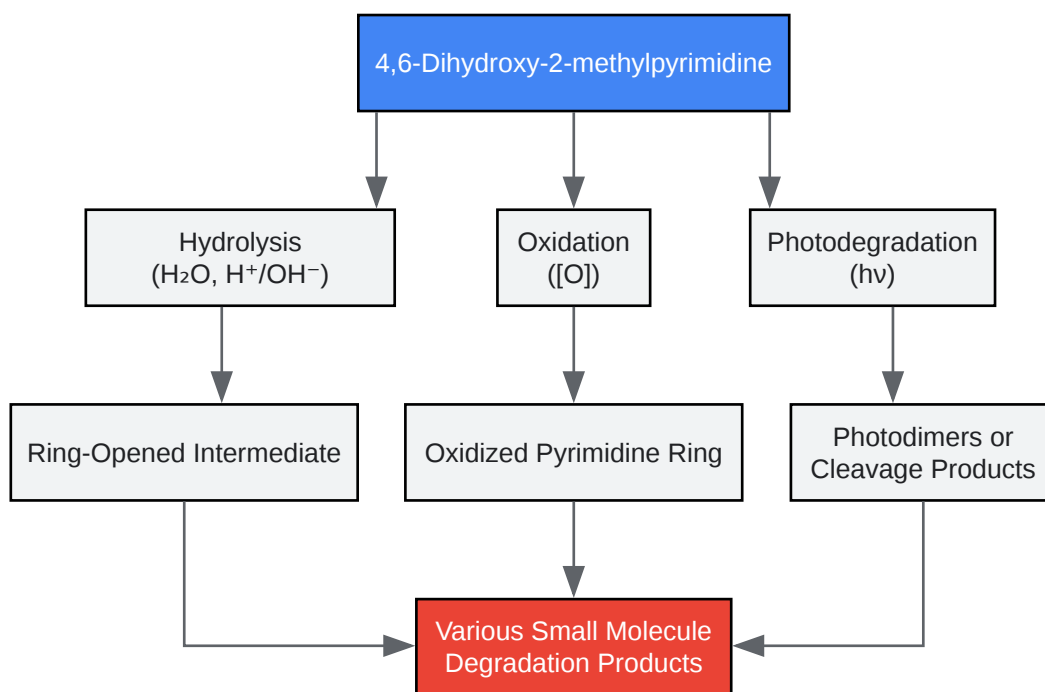 4,6-Dihydroxy-2-methylpyrimidine
Hydrolysis
(H₂O, H⁺/OH⁻)
Oxidation
([O])
Photodegradation
(hν)
Ring-Opened Intermediate
Oxidized Pyrimidine Ring
Photodimers or
Cleavage Products
Various Small Molecule
Degradation Products